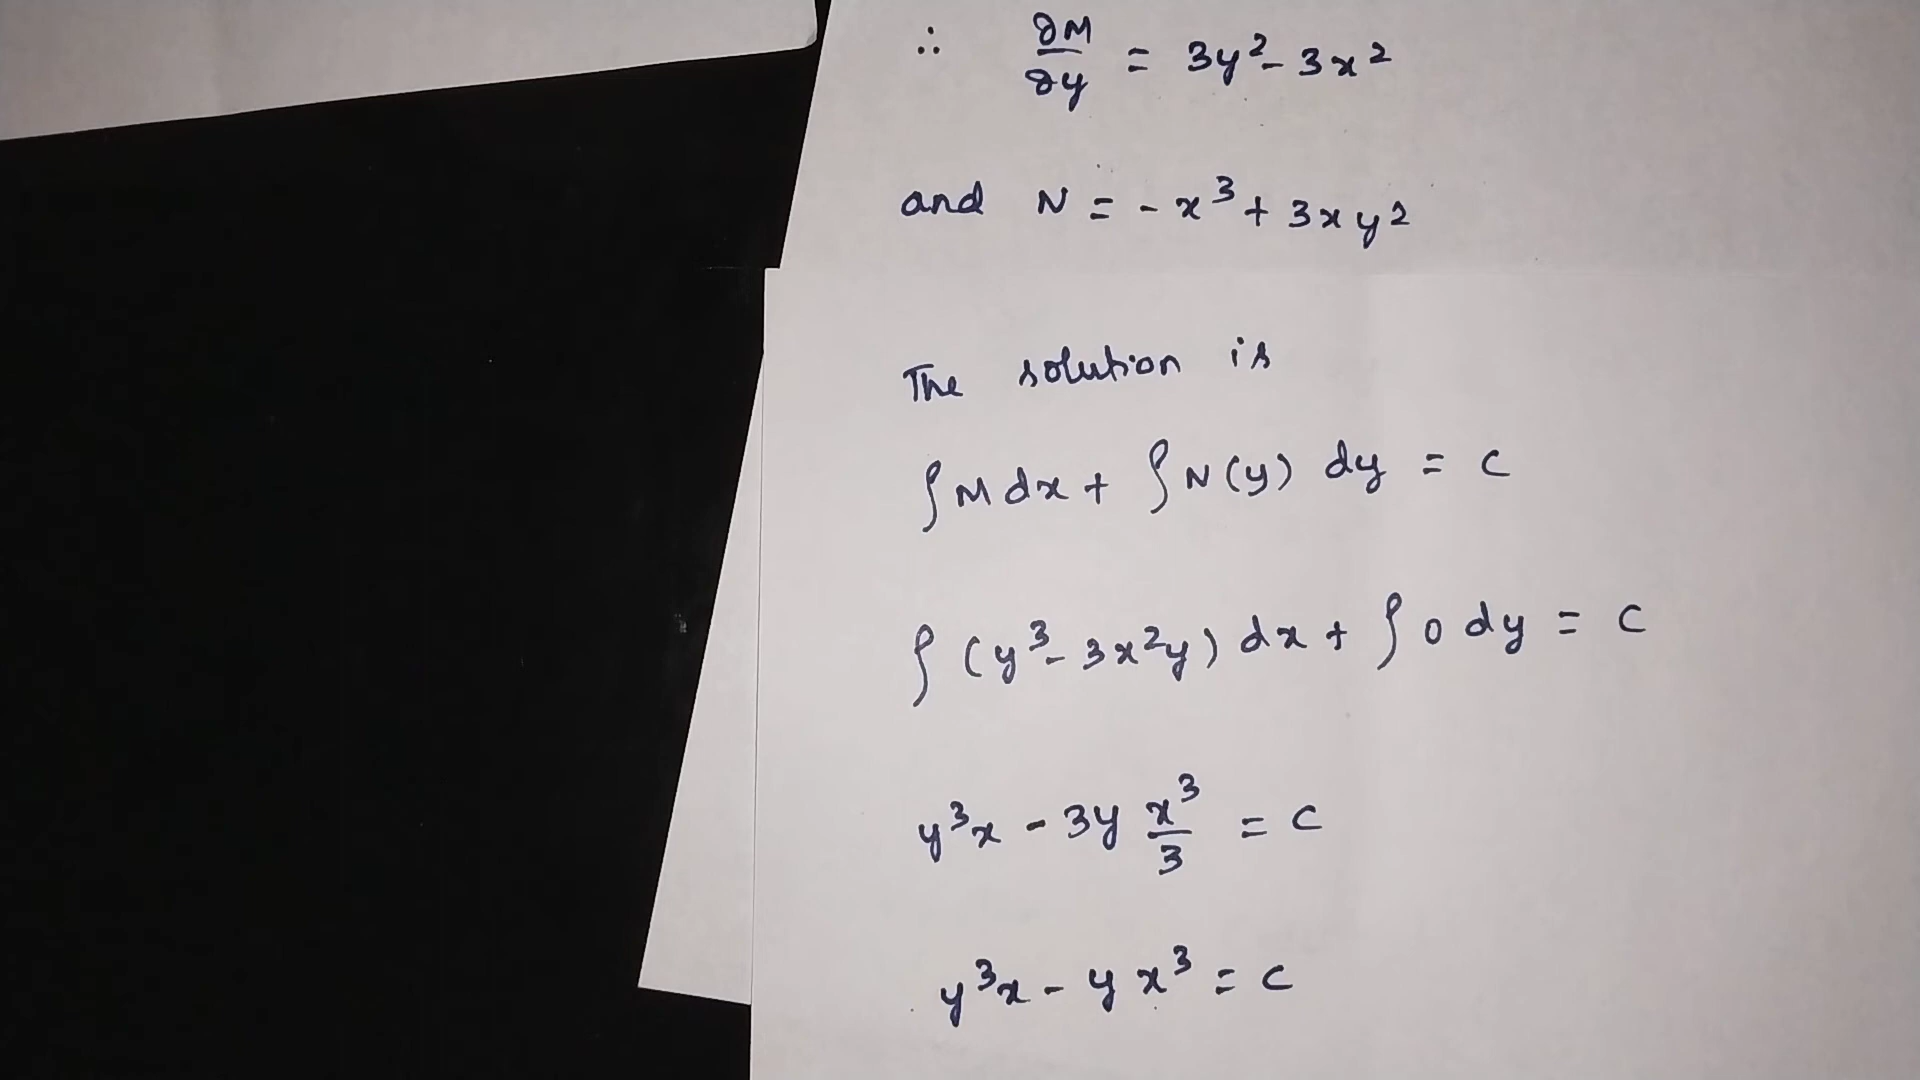 ∴ ∂M/∂y = 3y² - 3x²
and N = -x³ + 3xy²
The solution is
∫M dx + ∫N(y) dy = c
∫(y³ - 3x²y) dx + ∫0 dy = c
y³x - 3y x³/3 = c
y³x - y x³ = c